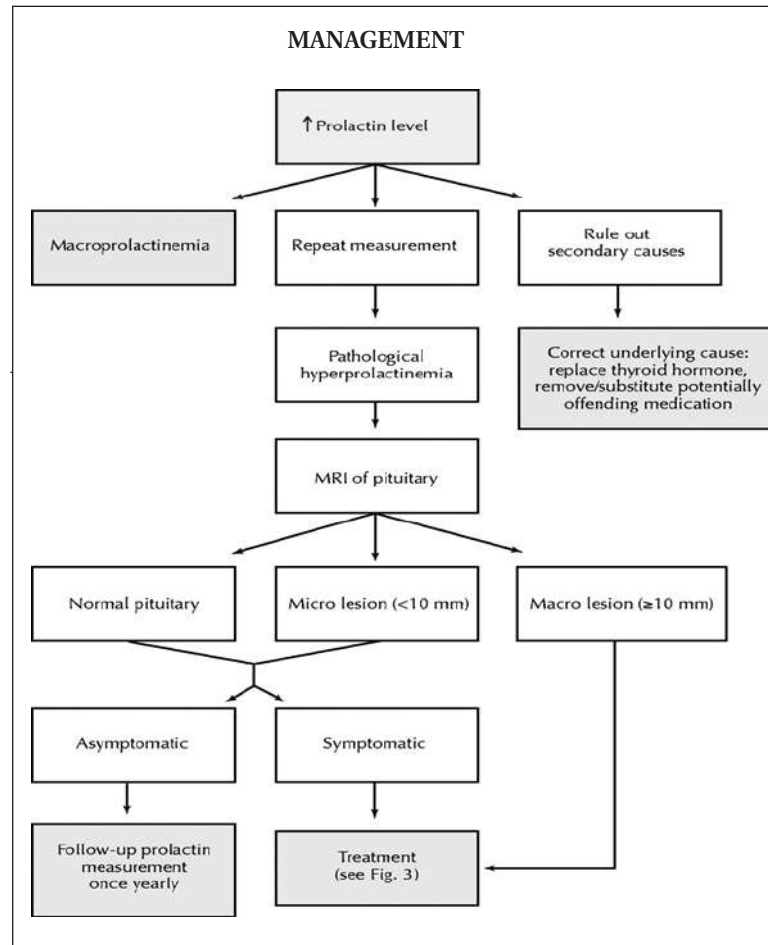 MANAGEMENT
↑ Prolactin level
Macroprolactinemia
Repeat measurement
Rule out
secondary causes
Pathological
hyperprolactinemia
Correct underlying cause:
replace thyroid hormone,
remove/substitute potentially
offending medication
MRI of pituitary
Normal pituitary
Micro lesion (<10 mm)
Macro lesion (≥10 mm)
Asymptomatic
Symptomatic
Follow-up prolactin
measurement
once yearly
Treatment
(see Fig. 3)